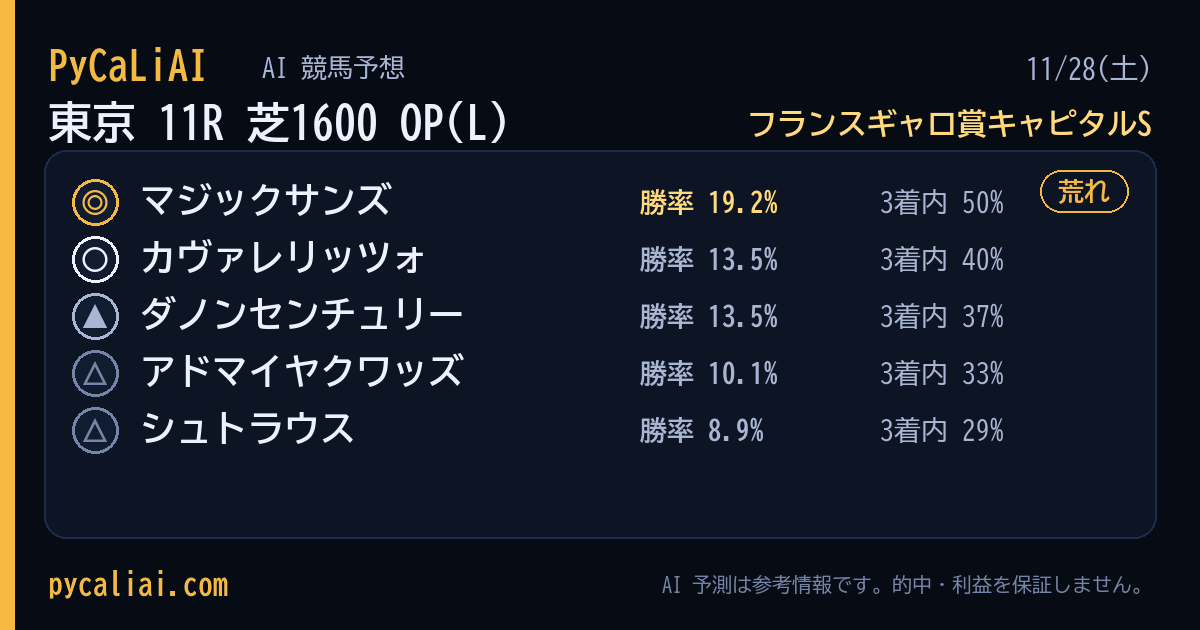 PyCaLiAI AI 競馬予想 11/28(土)
東京 11R 芝1600 OP(L) フランスギャロ賞キャピタルS
◎ マジックサンズ 勝率 19.2% 3着内 50% 荒れ
○ カヴァレリッツォ 勝率 13.5% 3着内 40%
▲ ダノンセンチュリー 勝率 13.5% 3着内 37%
△ アドマイヤクワッズ 勝率 10.1% 3着内 33%
△ シュトラウス 勝率 8.9% 3着内 29%
pycaliai.com AI 予測は参考情報です。的中・利益を保証しません。